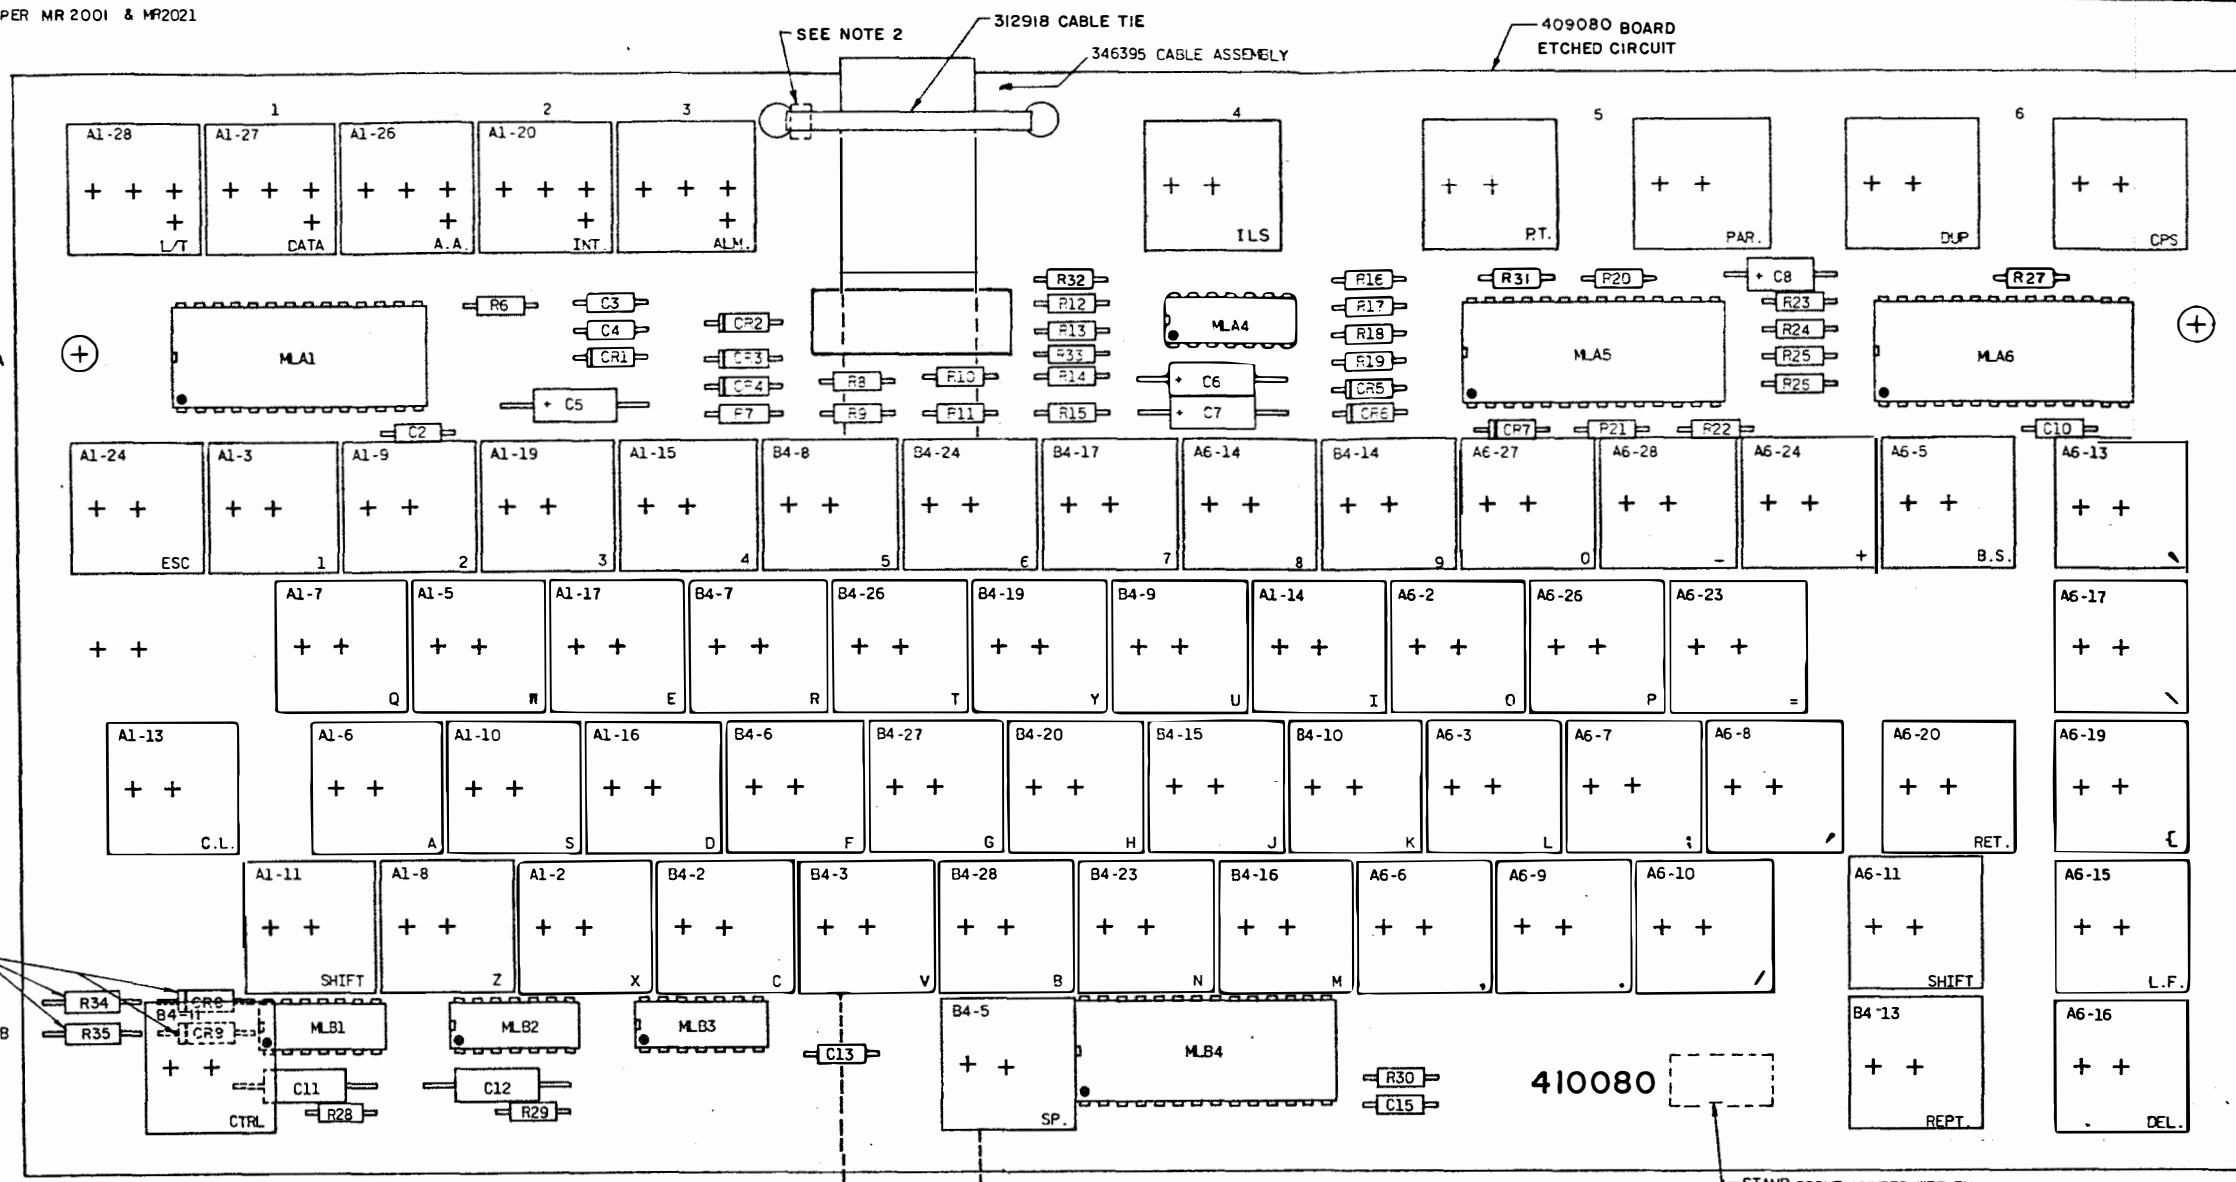 PER MR 2001 & MR2021
SEE NOTE 2
312918 CABLE TIE
346395 CABLE ASSEMBLY
409080 BOARD
ETCHED CIRCUIT
1 2 3 4 5 6
A1-28 A1-27 A1-26 A1-20
L/T DATA A.A. INT. ALM. ILS P.T. PAR. DUP CPS
R32 R16 R31 R20 C8 R27
R6 C3 R12 R17 R23
CR2 C4 R13 MLA4 R18 R24
A MLA1 CR1 CR3 R33 R19 MLA5 R25 MLA6
CR4 R8 R10 R14 C6 CR5 R26
C5 R7 R9 R11 R15 C7 CR6
C2 CR7 R21 R22 C10
A1-24 A1-3 A1-9 A1-19 A1-15 B4-8 B4-24 B4-17 A6-14 B4-14 A6-27 A6-28 A6-24 A6-5 A6-13
ESC 1 2 3 4 5 6 7 8 9 0 - + B.S. `
A1-7 A1-5 A1-17 B4-7 B4-26 B4-19 B4-9 A1-14 A6-2 A6-26 A6-23 A6-17
Q W E R T Y U I O P = \
A1-13 A1-6 A1-10 A1-16 B4-6 B4-27 B4-20 B4-15 B4-10 A6-3 A6-7 A6-8 A6-20 A6-19
C.L. A S D F G H J K L ; ' RET. {
A1-11 A1-8 A1-2 B4-2 B4-3 B4-28 B4-23 B4-16 A6-6 A6-9 A6-10 A6-11 A6-15
SHIFT Z X C V B N M , . / SHIFT L.F.
R34 CR8
B4-11 B4-5 B4-13 A6-16
B R35 CR9 MLB1 MLB2 MLB3 C13 MLB4
C11 C12 R30 410080
R28 R29 C15
CTRL SP. REPT. DEL.